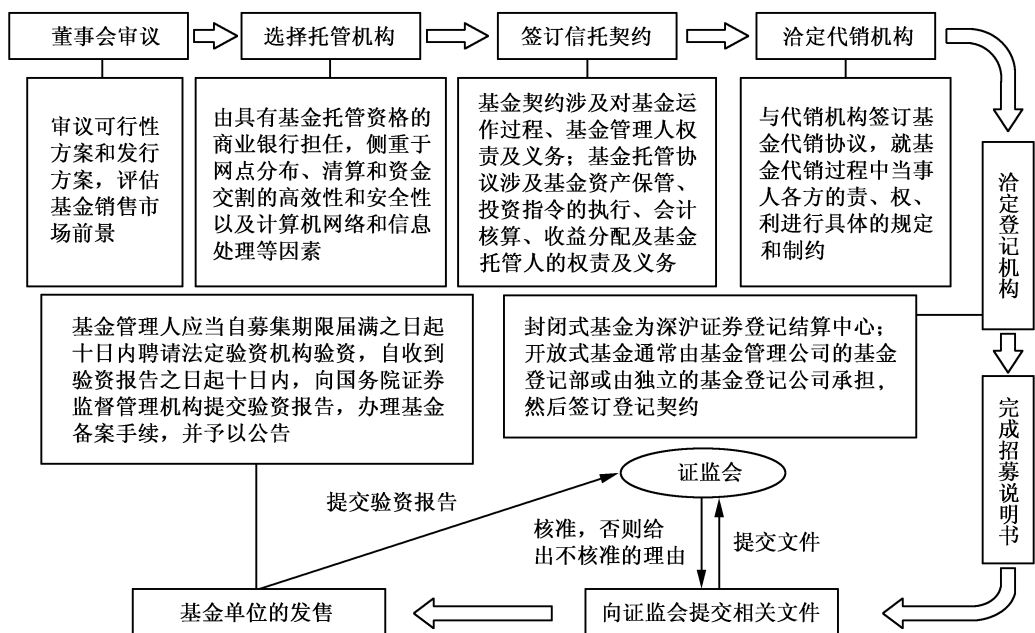 董事会审议
选择托管机构
签订信托契约
洽定代销机构
审议可行性
方案和发行
方案，评估
基金销售市
场前景
由具有基金托管资格的
商业银行担任，侧重于
网点分布、清算和资金
交割的高效性和安全性
以及计算机网络和信息
处理等因素
基金契约涉及对基金运
作过程、基金管理人权
责及义务；基金托管协
议涉及基金资产保管、
投资指令的执行、会计
核算、收益分配及基金
托管人的权责及义务
与代销机构签订基
金代销协议，就基
金代销过程中当事
人各方的责、权、
利进行具体的规定
和制约
洽定登记机构
封闭式基金为深沪证券登记结算中心；
开放式基金通常由基金管理公司的基金
登记部或由独立的基金登记公司承担，
然后签订登记契约
完成招募说明书
向证监会提交相关文件
提交文件
核准，否则给
出不核准的理由
证监会
基金单位的发售
提交验资报告
基金管理人应当自募集期限届满之日起
十日内聘请法定验资机构验资，自收到
验资报告之日起十日内，向国务院证券
监督管理机构提交验资报告，办理基金
备案手续，并予以公告